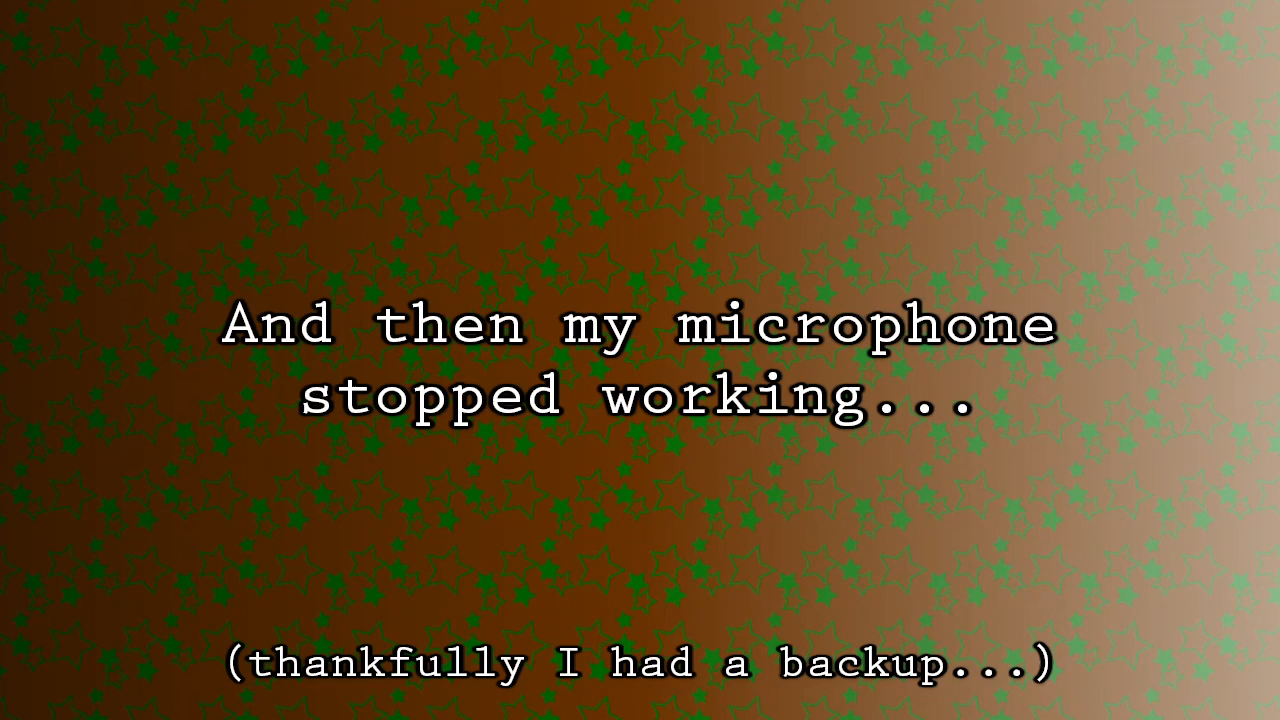 And then my microphone
stopped working...
(thankfully I had a backup...)